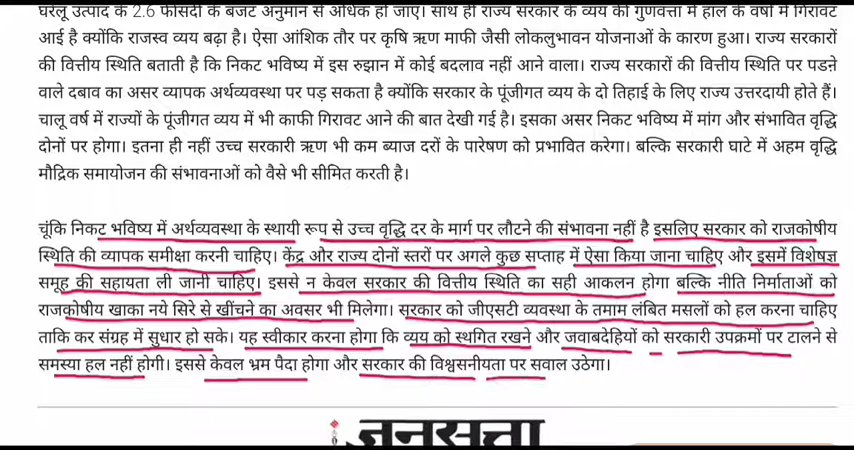 घरेलू उत्पाद के 2.6 फीसदी के बजट अनुमान से अधिक हो जाए। साथ ही राज्य सरकार के व्यय की गुणवत्ता में हाल के वर्षों में गिरावट
आई है क्योंकि राजस्व व्यय बढ़ा है। ऐसा आंशिक तौर पर कृषि ऋण माफी जैसी लोकलुभावन योजनाओं के कारण हुआ। राज्य सरकारों
की वित्तीय स्थिति बताती है कि निकट भविष्य में इस रुझान में कोई बदलाव नहीं आने वाला। राज्य सरकारों की वित्तीय स्थिति पर पडऩे
वाले दबाव का असर व्यापक अर्थव्यवस्था पर पड़ सकता है क्योंकि सरकार के पूंजीगत व्यय के दो तिहाई के लिए राज्य उत्तरदायी होते हैं।
चालू वर्ष में राज्यों के पूंजीगत व्यय में भी काफी गिरावट आने की बात देखी गई है। इसका असर निकट भविष्य में मांग और संभावित वृद्धि
दोनों पर होगा। इतना ही नहीं उच्च सरकारी ऋण भी कम ब्याज दरों के पारेषण को प्रभावित करेगा। बल्कि सरकारी घाटे में अहम वृद्धि
मौद्रिक समायोजन की संभावनाओं को वैसे भी सीमित करती है।
चूंकि निकट भविष्य में अर्थव्यवस्था के स्थायी रूप से उच्च वृद्धि दर के मार्ग पर लौटने की संभावना नहीं है इसलिए सरकार को राजकोषीय
स्थिति की व्यापक समीक्षा करनी चाहिए। केंद्र और राज्य दोनों स्तरों पर अगले कुछ सप्ताह में ऐसा किया जाना चाहिए और इसमें विशेषज्ञ
समूह की सहायता ली जानी चाहिए। इससे न केवल सरकार की वित्तीय स्थिति का सही आकलन होगा बल्कि नीति निर्माताओं को
राजकोषीय खाका नये सिरे से खींचने का अवसर भी मिलेगा। सरकार को जीएसटी व्यवस्था के तमाम लंबित मसलों को हल करना चाहिए
ताकि कर संग्रह में सुधार हो सके। यह स्वीकार करना होगा कि व्यय को स्थगित रखने और जवाबदेहियों को सरकारी उपक्रमों पर टालने से
समस्या हल नहीं होगी। इससे केवल भ्रम पैदा होगा और सरकार की विश्वसनीयता पर सवाल उठेगा।
जनसत्ता